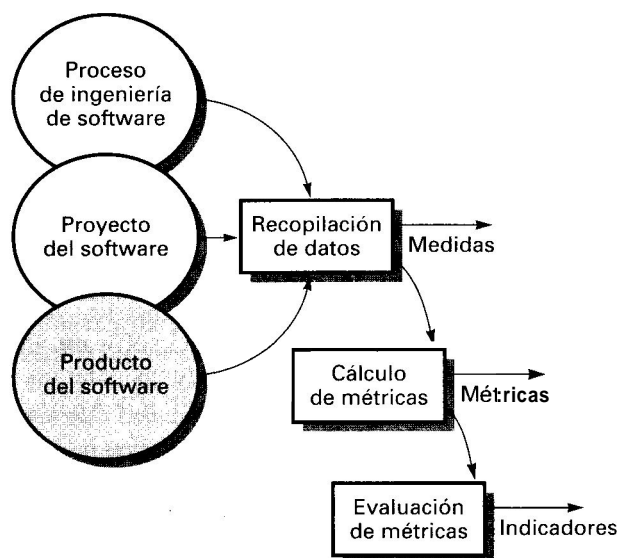 Proceso
de ingeniería
de software
Proyecto
del software
Recopilación
de datos
Medidas
Producto
del software
Cálculo
de métricas
Métricas
Evaluación
de métricas
Indicadores